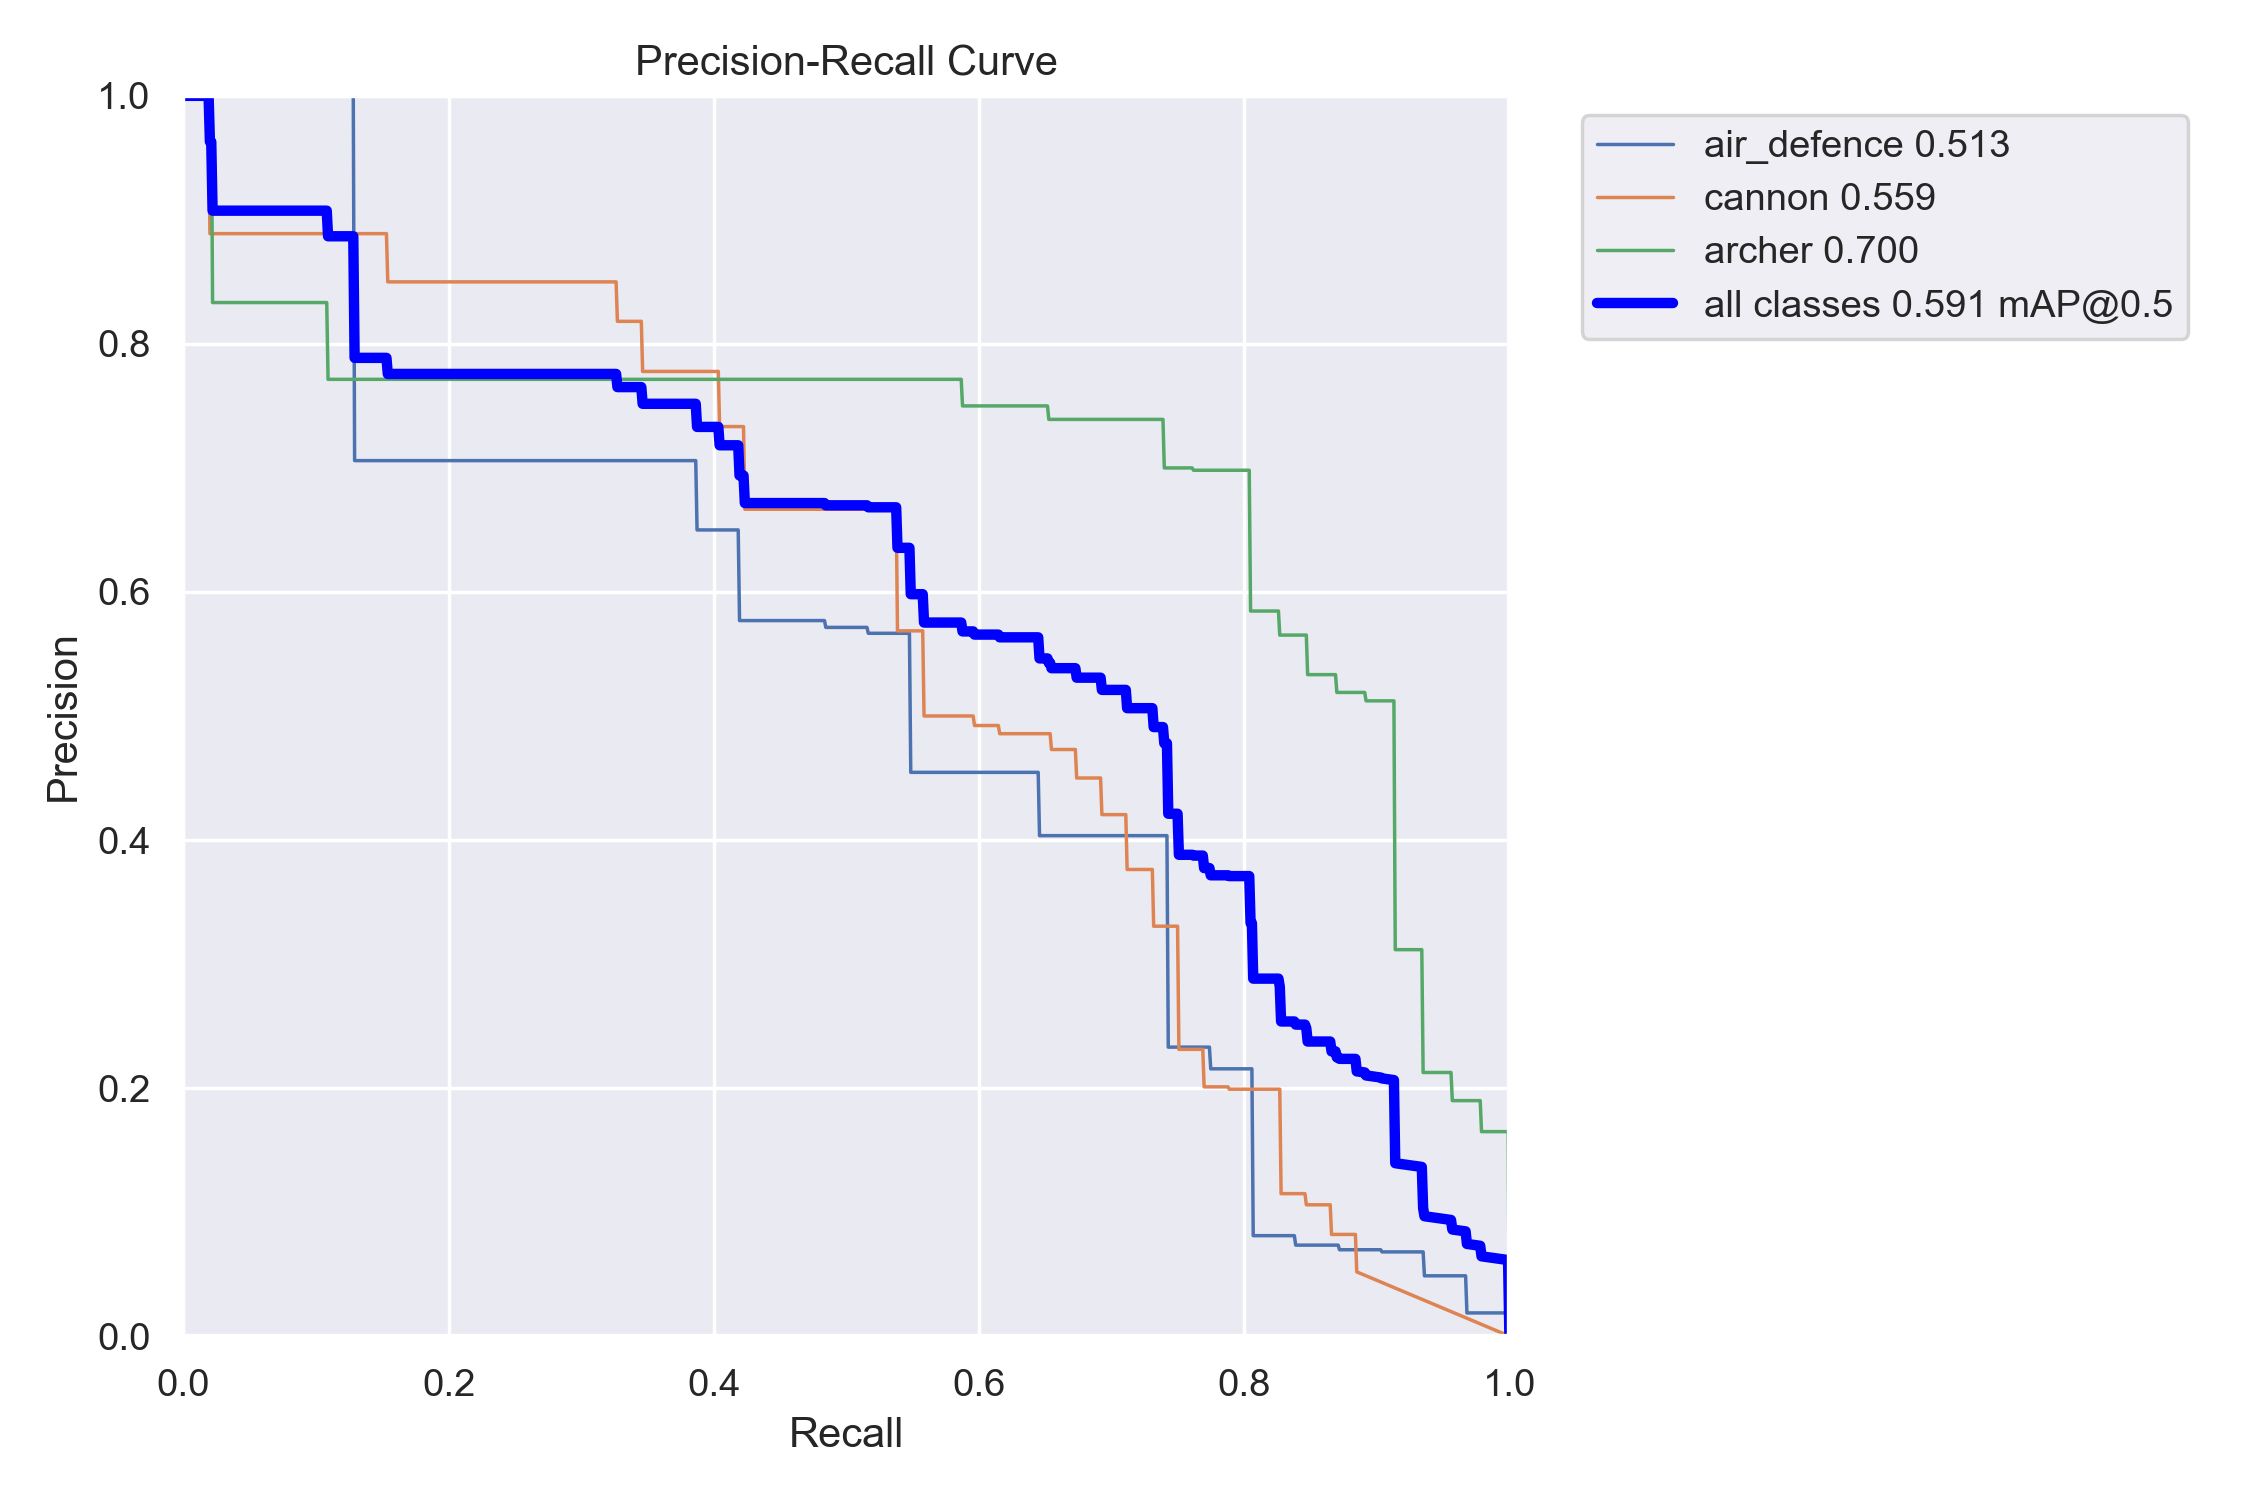 Precision-Recall Curve
1.0
0.8
0.6
0.4
0.2
0.0
Precision
0.0 0.2 0.4 0.6 0.8 1.0
Recall
air_defence 0.513
cannon 0.559
archer 0.700
all classes 0.591 mAP@0.5